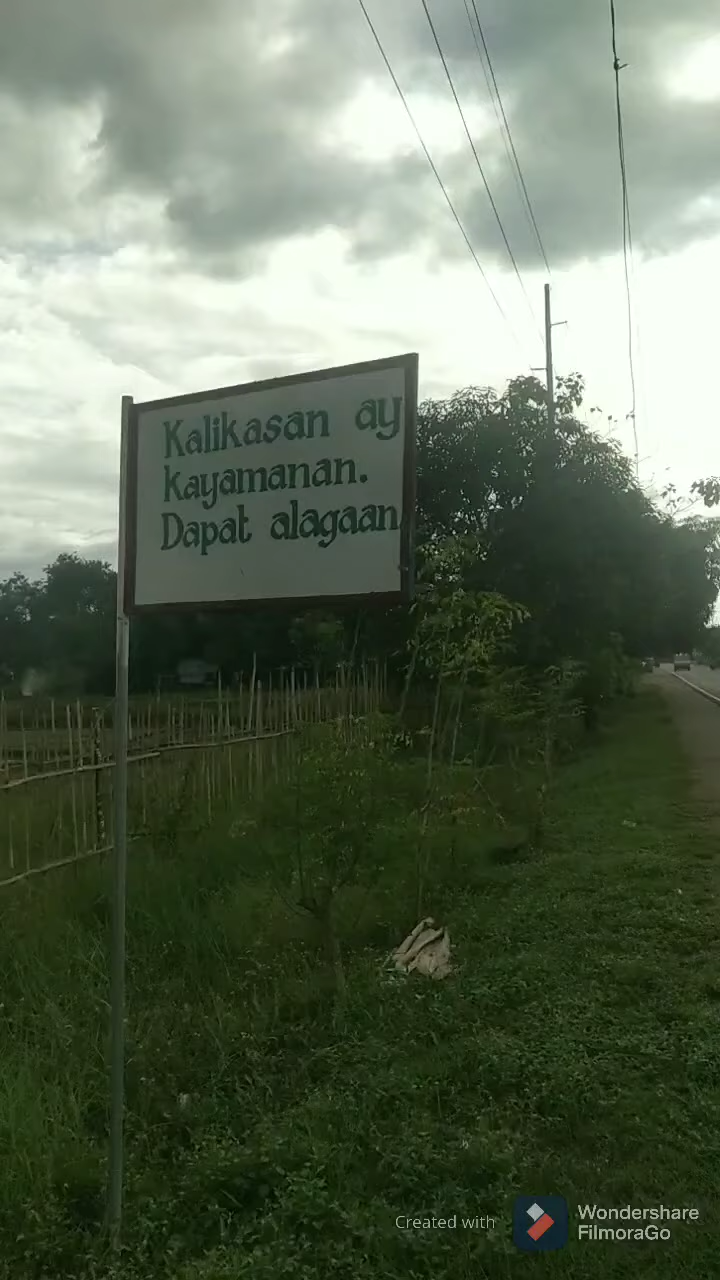 Kalikasan ay
kayamanan.
Dapat alagaan
Created with
Wondershare
FilmoraGo